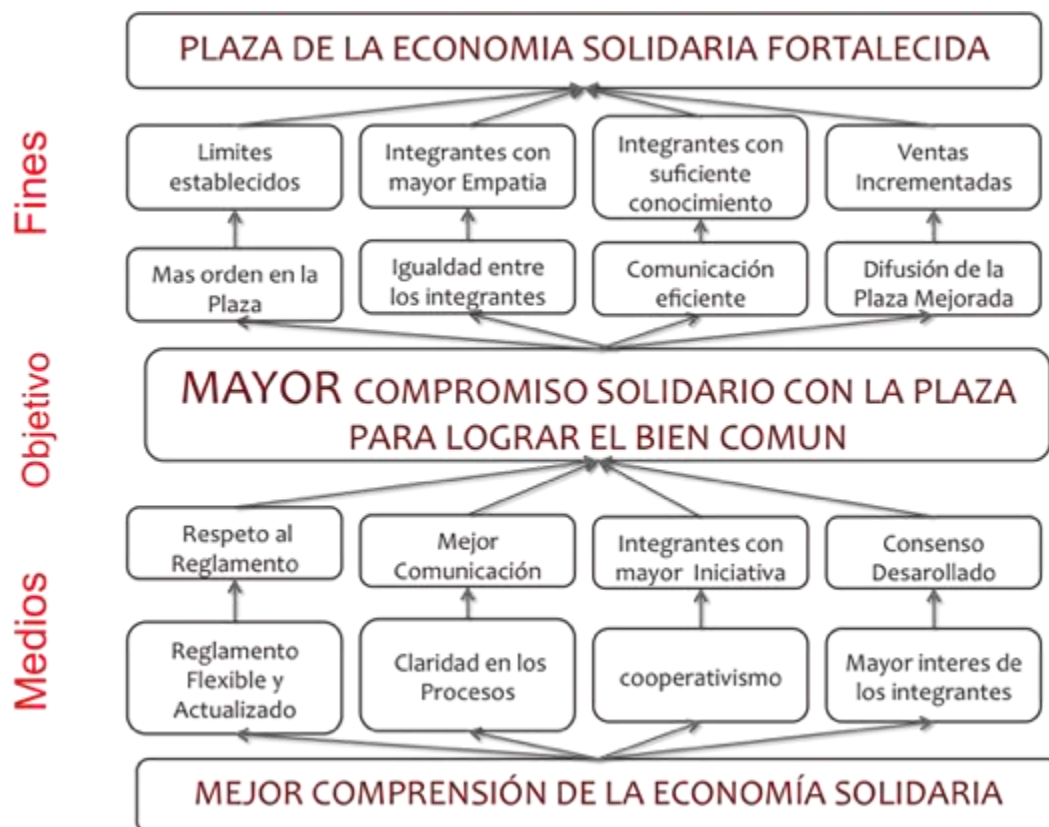 PLAZA DE LA ECONOMIA SOLIDARIA FORTALECIDA
Fines
Limites
establecidos
Integrantes con
mayor Empatia
Integrantes con
suficiente
conocimiento
Ventas
Incrementadas
Mas orden en la
Plaza
Igualdad entre
los integrantes
Comunicación
eficiente
Difusión de la
Plaza Mejorada
Objetivo
MAYOR COMPROMISO SOLIDARIO CON LA PLAZA
PARA LOGRAR EL BIEN COMUN
Medios
Respeto al
Reglamento
Mejor
Comunicación
Integrantes con
mayor Iniciativa
Consenso
Desarollado
Reglamento
Flexible y
Actualizado
Claridad en los
Procesos
cooperativismo
Mayor interes de
los integrantes
MEJOR COMPRENSIÓN DE LA ECONOMÍA SOLIDARIA